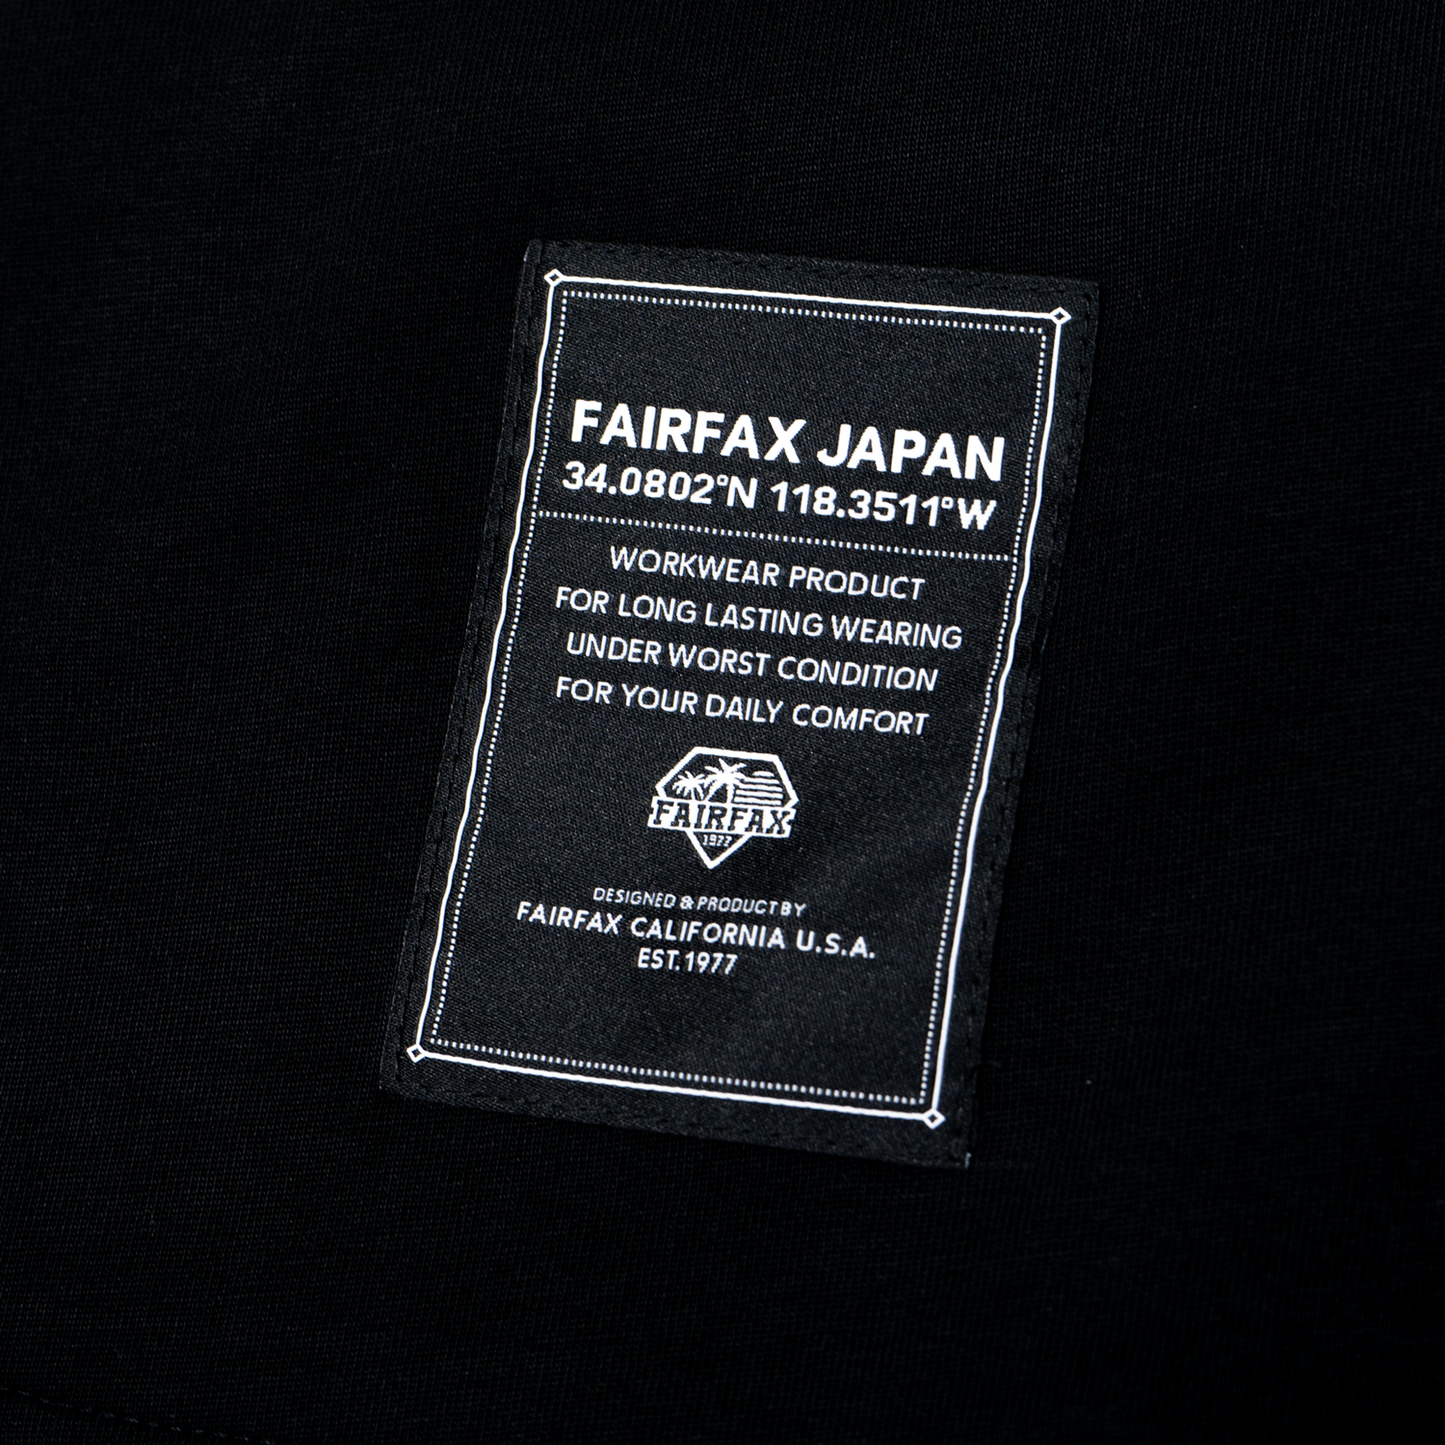 FAIRFAX JAPAN
34.0802°N 118.3511°W
WORKWEAR PRODUCT
FOR LONG LASTING WEARING
UNDER WORST CONDITION
FOR YOUR DAILY COMFORT
FAIRFAX
1977
DESIGNED & PRODUCT BY
FAIRFAX CALIFORNIA U.S.A.
EST.1977